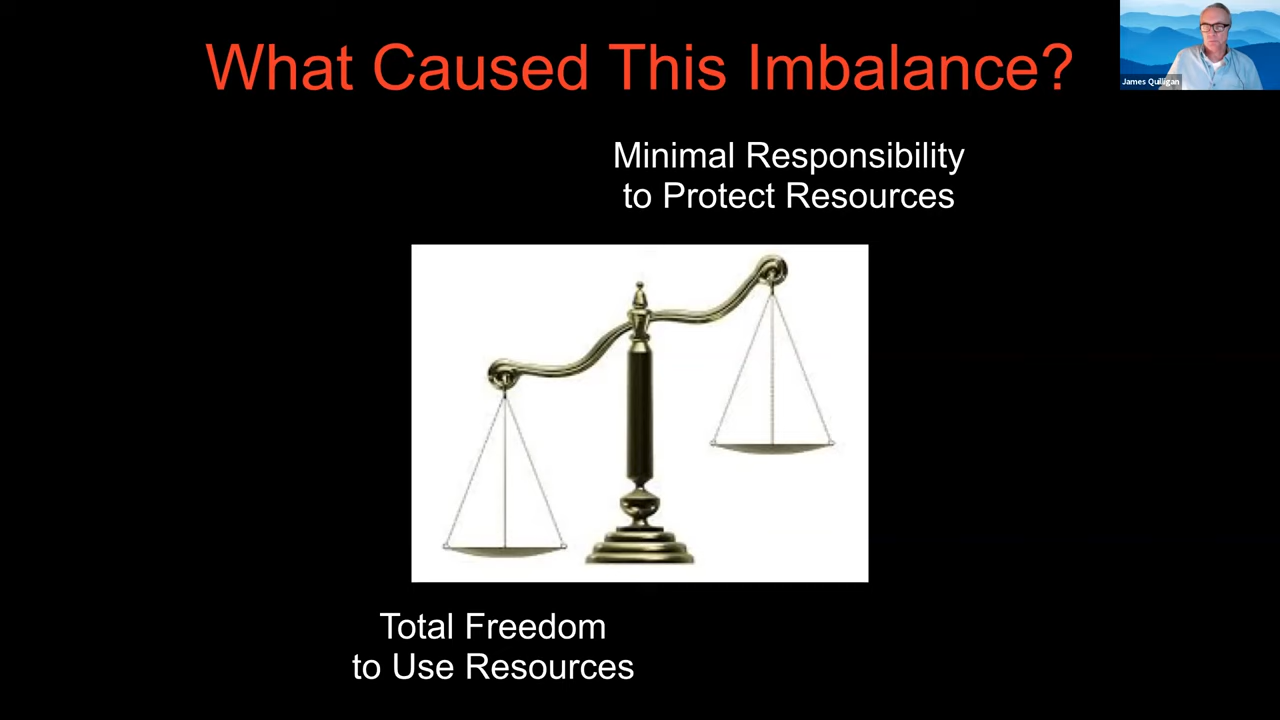 What Caused This Imbalance?
James Quilligan
Minimal Responsibility
to Protect Resources
Total Freedom
to Use Resources